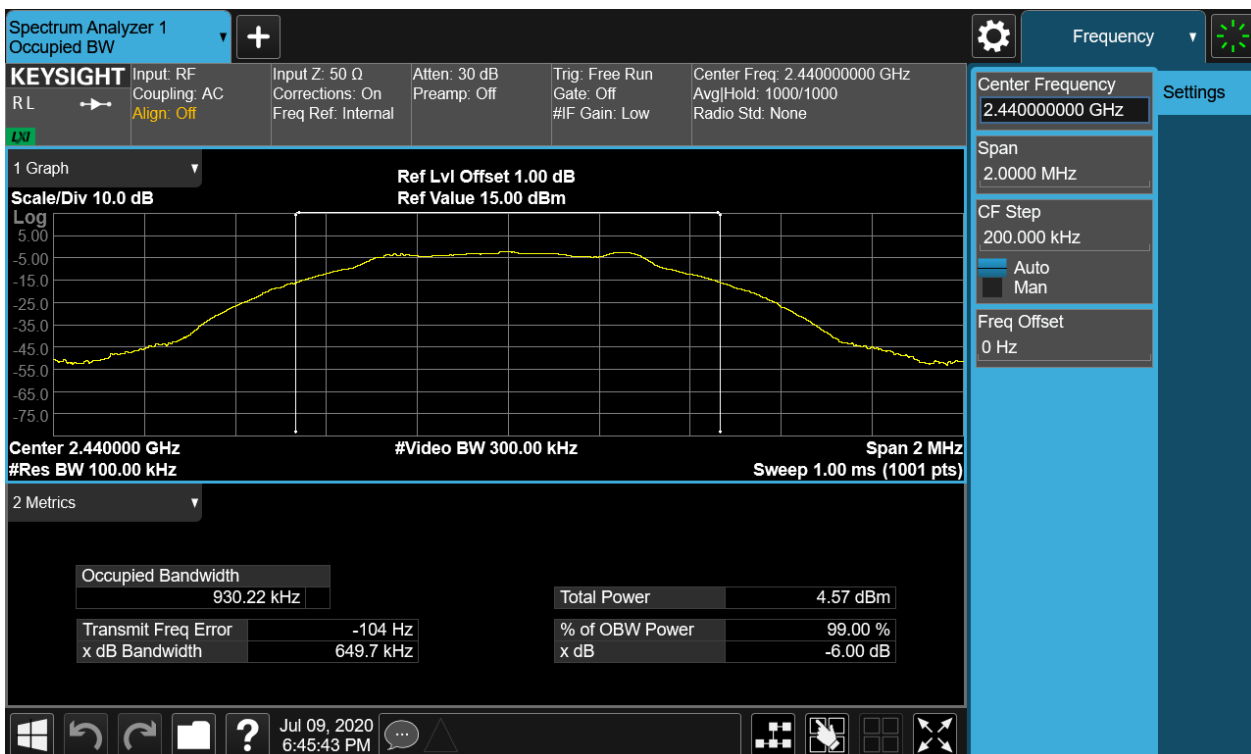 Spectrum Analyzer 1
Occupied BW
Frequency
KEYSIGHT
R L
LXI
Input: RF
Coupling: AC
Align: Off
Input Z: 50 Ω
Corrections: On
Freq Ref: Internal
Atten: 30 dB
Preamp: Off
Trig: Free Run
Gate: Off
#IF Gain: Low
Center Freq: 2.440000000 GHz
Avg|Hold: 1000/1000
Radio Std: None
Center Frequency
2.440000000 GHz
Settings
Span
2.0000 MHz
CF Step
200.000 kHz
Auto
Man
Freq Offset
0 Hz
1 Graph
Scale/Div 10.0 dB
Ref Lvl Offset 1.00 dB
Ref Value 15.00 dBm
Log
5.00
-5.00
-15.0
-25.0
-35.0
-45.0
-55.0
-65.0
-75.0
Center 2.440000 GHz
#Video BW 300.00 kHz
Span 2 MHz
#Res BW 100.00 kHz
Sweep 1.00 ms (1001 pts)
2 Metrics
Occupied Bandwidth
930.22 kHz
Total Power 4.57 dBm
Transmit Freq Error -104 Hz
% of OBW Power 99.00 %
x dB Bandwidth 649.7 kHz
x dB -6.00 dB
?
Jul 09, 2020
6:45:43 PM